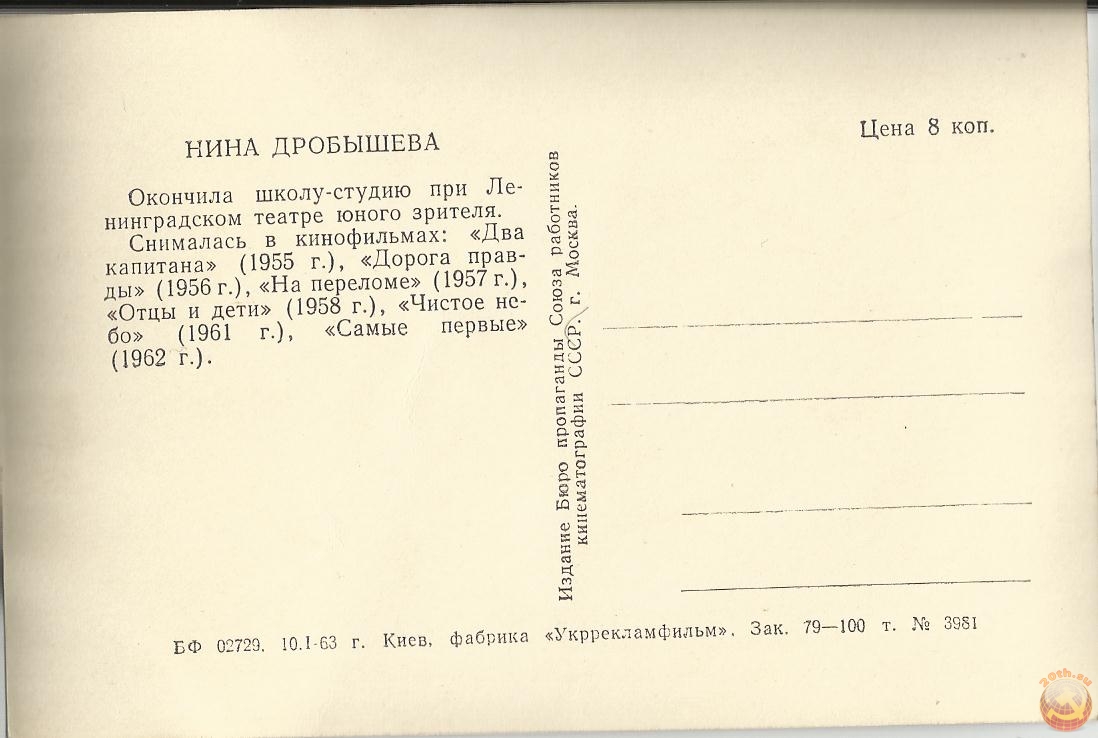 НИНА ДРОБЫШЕВА
Окончила школу-студию при Ле-
нинградском театре юного зрителя.
Снималась в кинофильмах: «Два
капитана» (1955 г.), «Дорога прав-
ды» (1956 г.), «На переломе» (1957 г.),
«Отцы и дети» (1958 г.), «Чистое не-
бо» (1961 г.), «Самые первые»
(1962 г.).
Издание Бюро пропаганды Союза работников
кинематографии СССР. г. Москва.
Цена 8 коп.
БФ 02729. 10.I-63 г. Киев, фабрика «Укррекламфильм». Зак. 79—100 т. № 3981
20th.su